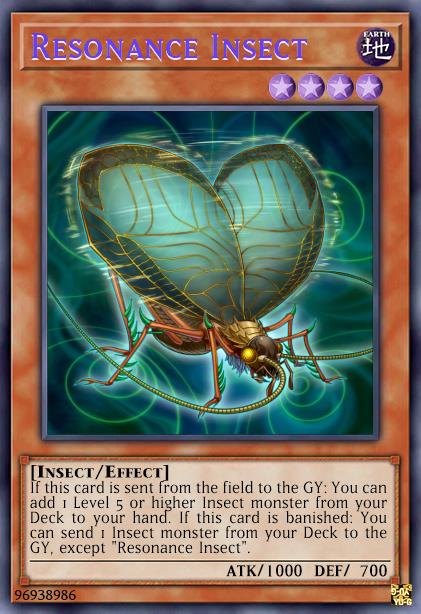 RESONANCE INSECT
EARTH
地
[INSECT/EFFECT]
If this card is sent from the field to the GY: You can
add 1 Level 5 or higher Insect monster from your
Deck to your hand. If this card is banished: You
can send 1 Insect monster from your Deck to the
GY, except "Resonance Insect".
ATK/1000 DEF/ 700
96938986